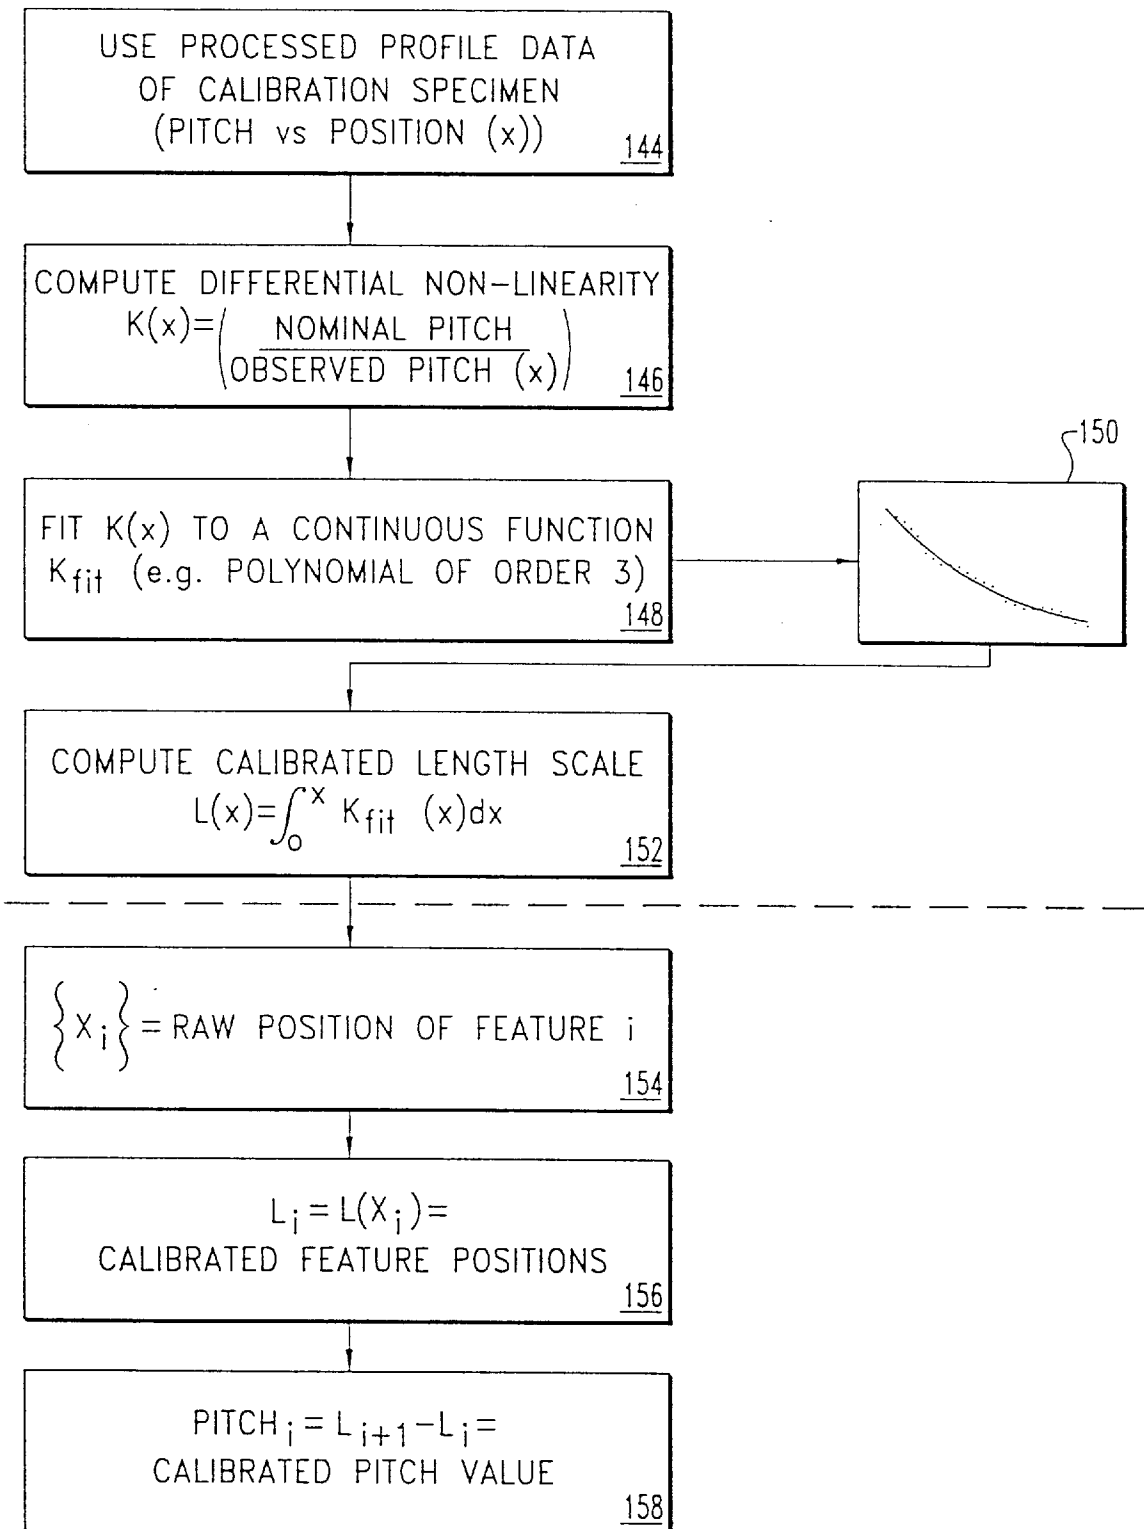 USE PROCESSED PROFILE DATA
OF CALIBRATION SPECIMEN
(PITCH vs POSITION (x))
144
COMPUTE DIFFERENTIAL NON-LINEARITY
K(x)=(NOMINAL PITCH
OBSERVED PITCH (x))
146
FIT K(x) TO A CONTINUOUS FUNCTION
Kfit (e.g. POLYNOMIAL OF ORDER 3)
148
150
COMPUTE CALIBRATED LENGTH SCALE
L(x)=∫₀ˣ Kfit (x)dx
152
{Xi}=RAW POSITION OF FEATURE i
154
Li=L(Xi)=
CALIBRATED FEATURE POSITIONS
156
PITCHi=Li+1-Li=
CALIBRATED PITCH VALUE
158